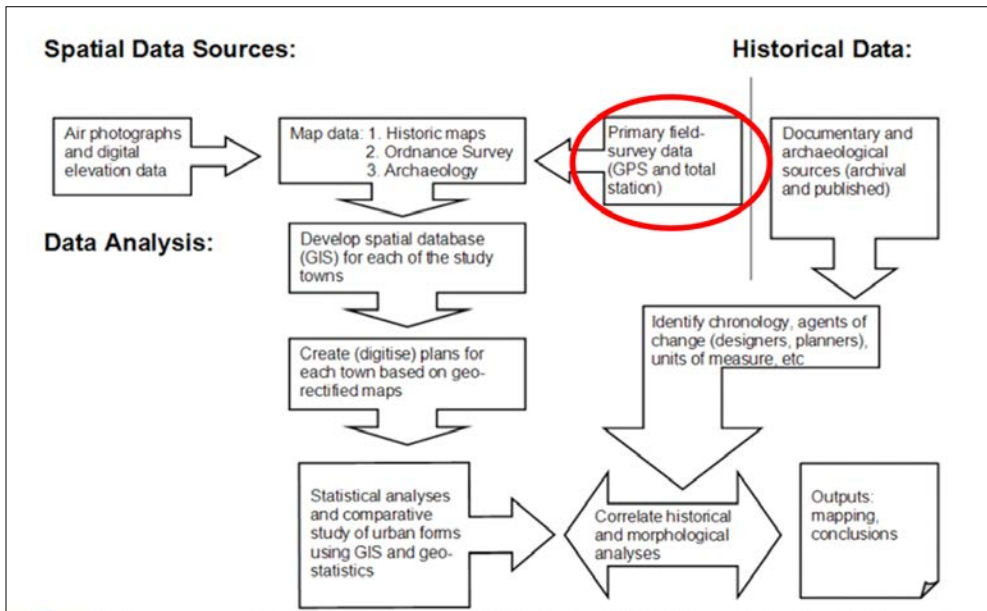 Spatial Data Sources:
Historical Data:
Air photographs
and digital
elevation data
Map data: 1. Historic maps
2. Ordnance Survey
3. Archaeology
Primary field-
survey data
(GPS and total
station)
Documentary and
archaeological
sources (archival
and published)
Data Analysis:
Develop spatial database
(GIS) for each of the study
towns
Identify chronology, agents of
change (designers, planners),
units of measure, etc
Create (digitise) plans for
each town based on geo-
rectified maps
Statistical analyses
and comparative
study of urban forms
using GIS and geo-
statistics
Correlate historical
and morphological
analyses
Outputs:
mapping,
conclusions